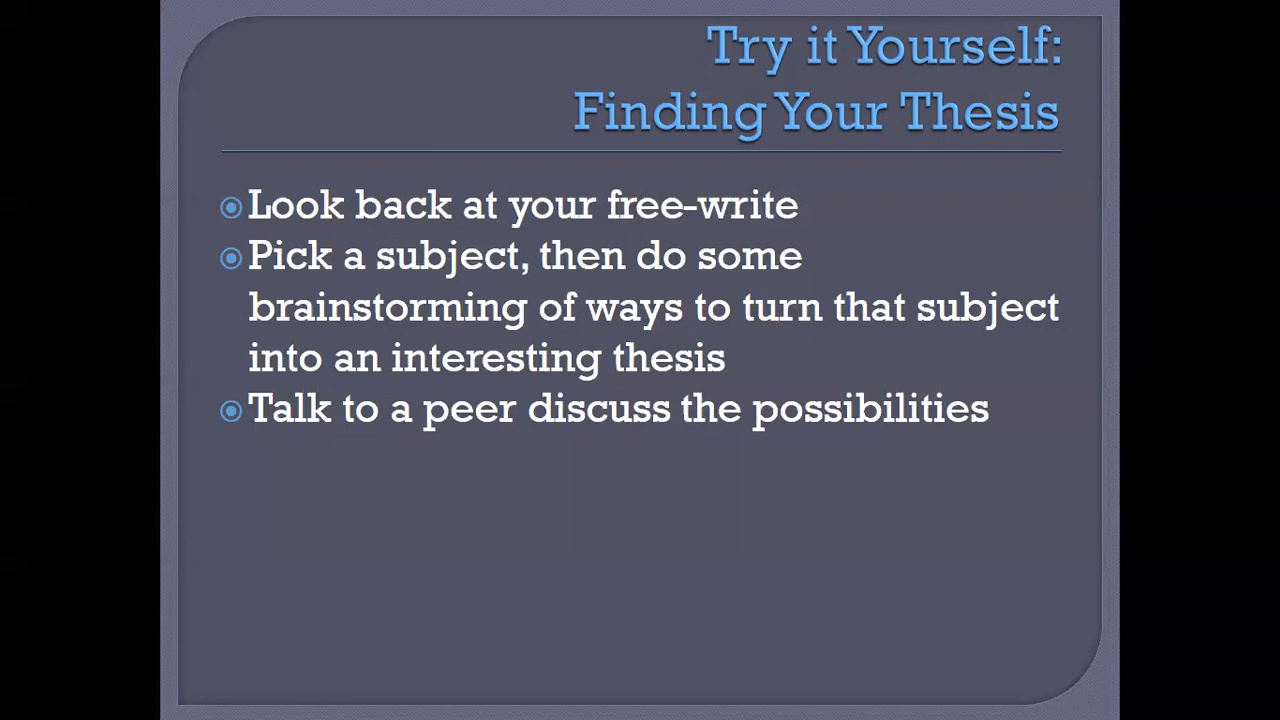 Try it Yourself:
Finding Your Thesis
Look back at your free-write
Pick a subject, then do some
brainstorming of ways to turn that subject
into an interesting thesis
Talk to a peer discuss the possibilities